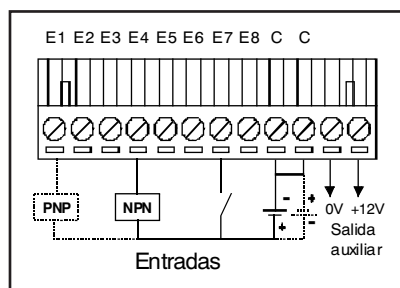 E1 E2 E3 E4 E5 E6 E7 E8 C C
PNP
NPN
-
+
+
-
0V +12V
Salida
auxiliar
Entradas